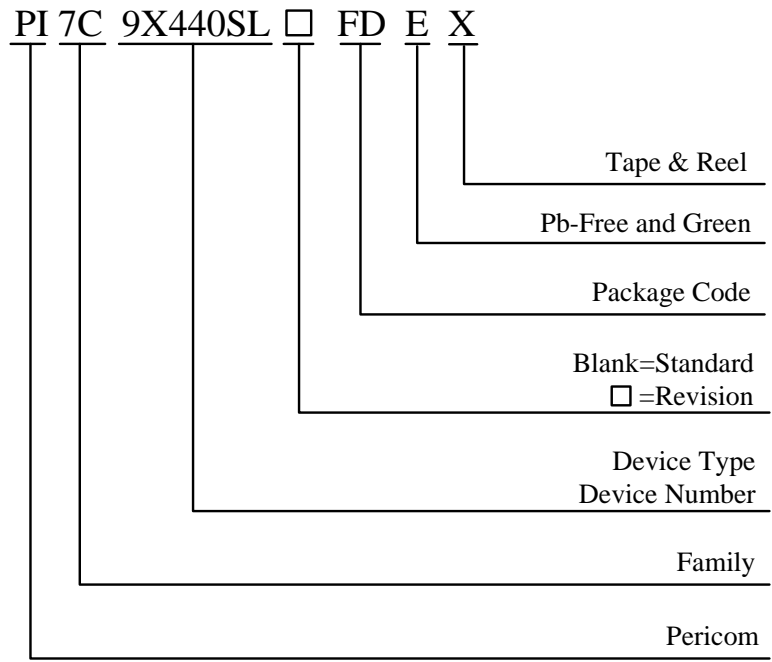 PI 7C 9X440SL □ FD E X
Tape & Reel
Pb-Free and Green
Package Code
Blank=Standard
□ =Revision
Device Type
Device Number
Family
Pericom